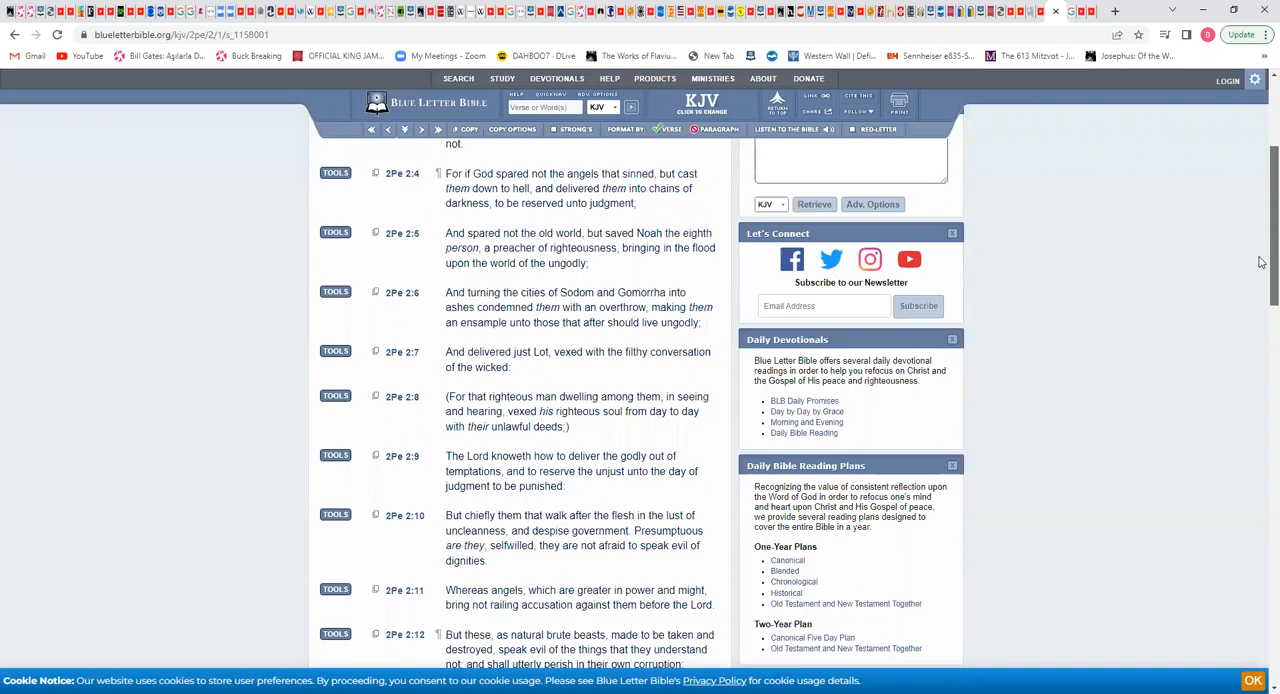 blueletterbible.org/kjv/2pe/2/1/s_1158001
B
Update
Gmail
YouTube
Bill Gates: Aşılarla D...
Buck Breaking
OFFICIAL KING JAM...
My Meetings - Zoom
DAHBOO7 - DLive
The Works of Flaviu...
New Tab
Western Wall | Defi...
Sennheiser e835-S...
The 613 Mitzvot - J...
Josephus: Of the W...
SEARCH STUDY DEVOTIONALS HELP PRODUCTS MINISTRIES ABOUT DONATE
LOGIN
BLUE LETTER BIBLE
HELP QUICKNAV ADV. OPTIONS
Verse or Word(s)
KJV
KJV
CLICK TO CHANGE
RETURN
TO TOP
LINK
CITE THIS
SHARE
FOLLOW
PRINT
COPY COPY OPTIONS STRONG'S FORMAT BY: VERSE PARAGRAPH LISTEN TO THE BIBLE RED-LETTER
not.
TOOLS 2Pe 2:4 ¶ For if God spared not the angels that sinned, but cast
them down to hell, and delivered them into chains of
darkness, to be reserved unto judgment;
TOOLS 2Pe 2:5 And spared not the old world, but saved Noah the eighth
person, a preacher of righteousness, bringing in the flood
upon the world of the ungodly;
TOOLS 2Pe 2:6 And turning the cities of Sodom and Gomorrha into
ashes condemned them with an overthrow, making them
an ensample unto those that after should live ungodly;
TOOLS 2Pe 2:7 And delivered just Lot, vexed with the filthy conversation
of the wicked:
TOOLS 2Pe 2:8 (For that righteous man dwelling among them, in seeing
and hearing, vexed his righteous soul from day to day
with their unlawful deeds;)
TOOLS 2Pe 2:9 The Lord knoweth how to deliver the godly out of
temptations, and to reserve the unjust unto the day of
judgment to be punished:
TOOLS 2Pe 2:10 But chiefly them that walk after the flesh in the lust of
uncleanness, and despise government. Presumptuous
are they, selfwilled, they are not afraid to speak evil of
dignities.
TOOLS 2Pe 2:11 Whereas angels, which are greater in power and might,
bring not railing accusation against them before the Lord.
TOOLS 2Pe 2:12 ¶ But these, as natural brute beasts, made to be taken and
destroyed, speak evil of the things that they understand
not; and shall utterly perish in their own corruption;
KJV Retrieve Adv. Options
Let's Connect
Subscribe to our Newsletter
Email Address Subscribe
Daily Devotionals
Blue Letter Bible offers several daily devotional
readings in order to help you refocus on Christ and
the Gospel of His peace and righteousness.
BLB Daily Promises
Day by Day by Grace
Morning and Evening
Daily Bible Reading
Daily Bible Reading Plans
Recognizing the value of consistent reflection upon
the Word of God in order to refocus one's mind
and heart upon Christ and His Gospel of peace,
we provide several reading plans designed to
cover the entire Bible in a year.
One-Year Plans
Canonical
Blended
Chronological
Historical
Old Testament and New Testament Together
Two-Year Plan
Canonical Five Day Plan
Old Testament and New Testament Together
Cookie Notice: Our website uses cookies to store user preferences. By proceeding, you consent to our cookie usage. Please see Blue Letter Bible's Privacy Policy for cookie usage details.
OK